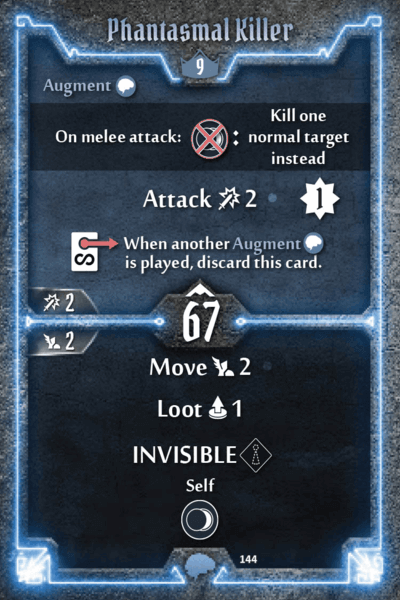 Phantasmal Killer
9
Augment
On melee attack: : Kill one
normal target
instead
Attack 2 1
When another Augment
is played, discard this card.
2
67
2
Move 2
Loot 1
INVISIBLE
Self
144